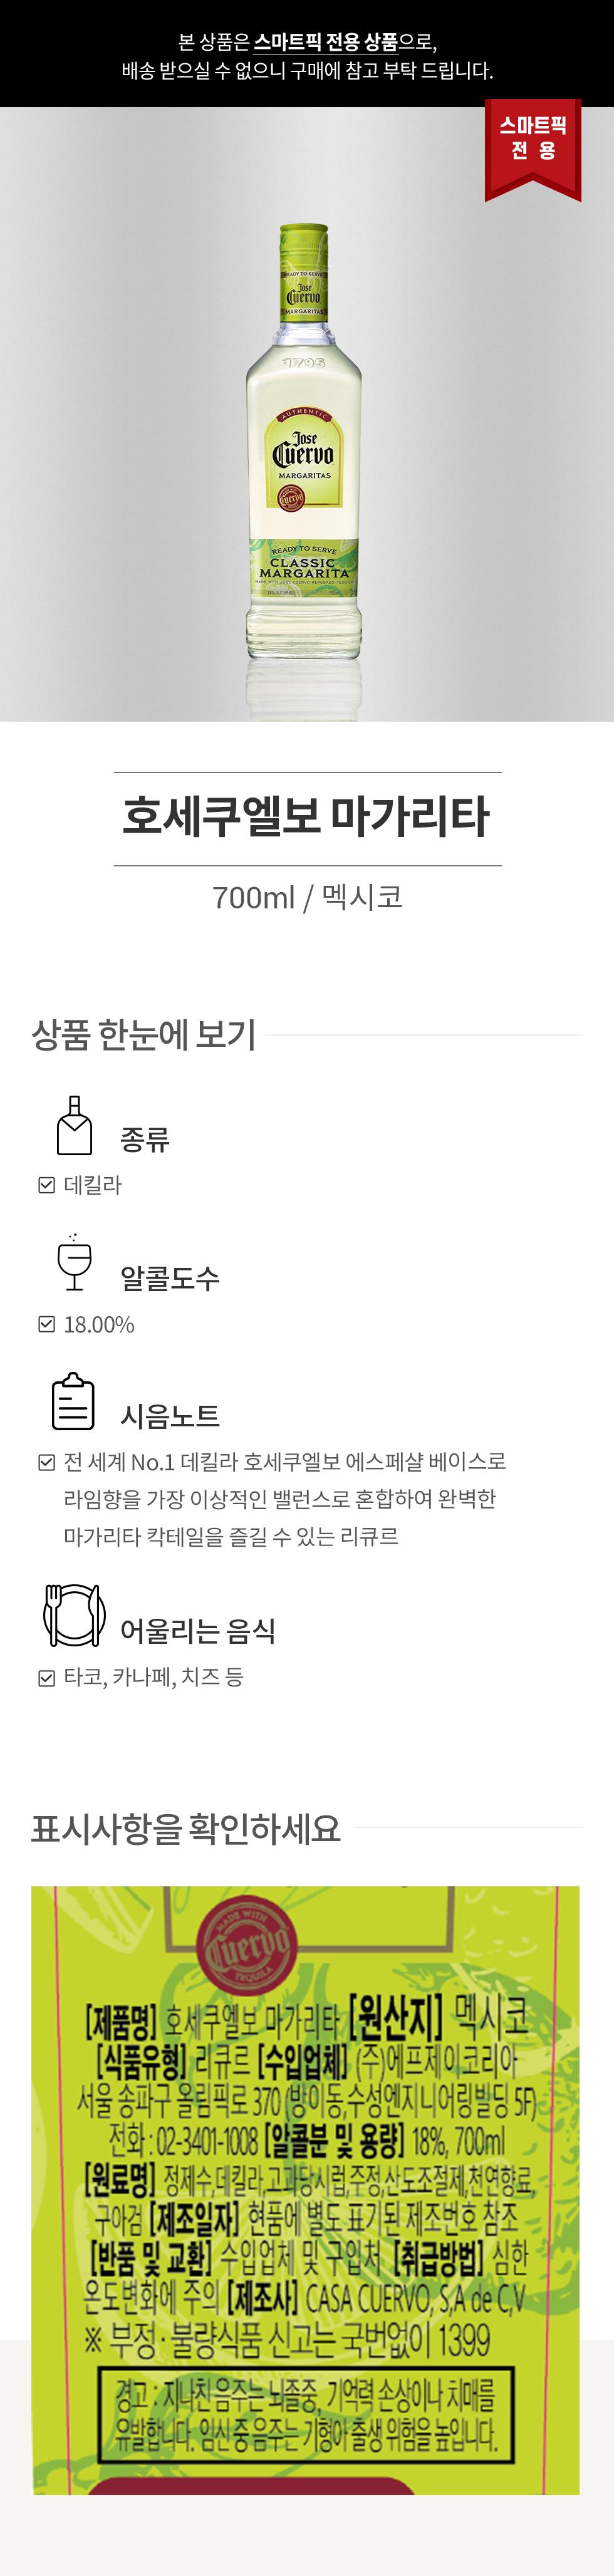 본 상품은 스마트픽 전용 상품으로,
배송 받으실 수 없으니 구매에 참고 부탁 드립니다.
스마트픽
전 용
READY TO SERVE
Jose
Cuervo
MARGARITAS
1795
AUTHENTIC
Jose
Cuervo
MARGARITAS
Cuervo
READY TO SERVE
CLASSIC
MARGARITA
MADE WITH JOSE CUERVO REPOSADO TEQUILA
호세쿠엘보 마가리타
700ml / 멕시코
상품 한눈에 보기
종류
데킬라
알콜도수
18.00%
시음노트
전 세계 No.1 데킬라 호세쿠엘보 에스페샬 베이스로
라임향을 가장 이상적인 밸런스로 혼합하여 완벽한
마가리타 칵테일을 즐길 수 있는 리큐르
어울리는 음식
타코, 카나페, 치즈 등
표시사항을 확인하세요
MADE WITH
Cuervo
TEQUILA
[제품명] 호세쿠엘보 마가리타 [원산지] 멕시코
[식품유형] 리큐르 [수입업체] (주)에프제이코리아
서울 송파구 올림픽로 370 (방이동,수성엔지니어링빌딩 5F)
전화 : 02-3401-1008 [알콜분 및 용량] 18%, 700ml
[원료명] 정제수,데킬라,고과당시럽,주정,산도조절제,천연향료,
구아검 [제조일자] 현품에 별도 표기된 제조번호 참조
[반품 및 교환] 수입업체 및 구입처 [취급방법] 심한
온도변화에 주의 [제조사] CASA CUERVO, S,A de C,V
※ 부정·불량식품 신고는 국번없이 1399
경고 : 지나친 음주는 뇌졸중, 기억력 손상이나 치매를
유발합니다. 임신 중 음주는 기형아 출생 위험을 높입니다.